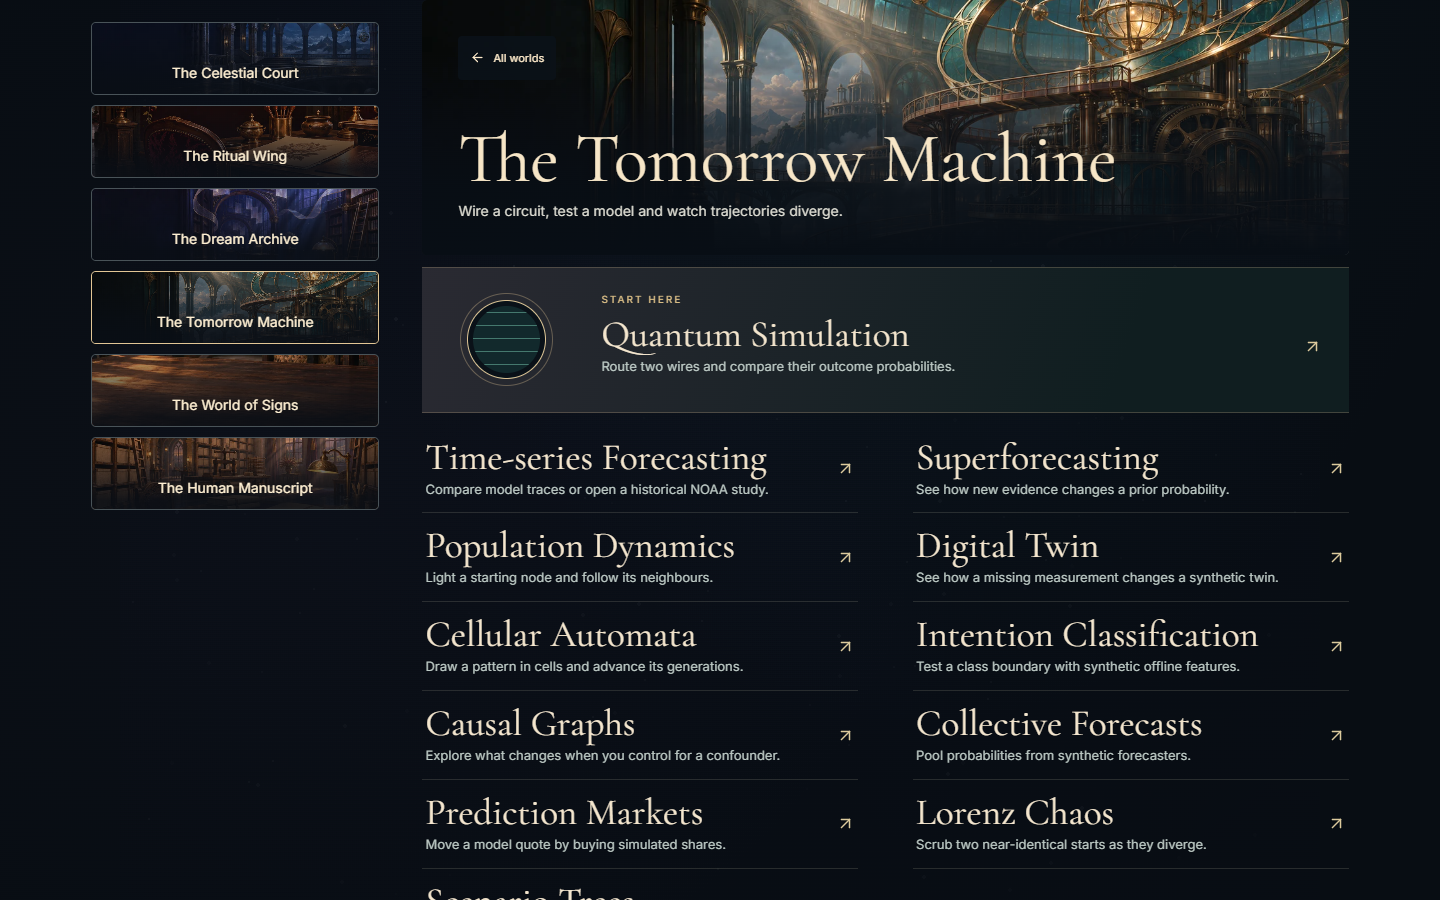 The Celestial Court
The Ritual Wing
The Dream Archive
The Tomorrow Machine
The World of Signs
The Human Manuscript
All worlds
The Tomorrow Machine
Wire a circuit, test a model and watch trajectories diverge.
START HERE
Quantum Simulation
Route two wires and compare their outcome probabilities.
Time-series Forecasting
Compare model traces or open a historical NOAA study.
Superforecasting
See how new evidence changes a prior probability.
Population Dynamics
Light a starting node and follow its neighbours.
Digital Twin
See how a missing measurement changes a synthetic twin.
Cellular Automata
Draw a pattern in cells and advance its generations.
Intention Classification
Test a class boundary with synthetic offline features.
Causal Graphs
Explore what changes when you control for a confounder.
Collective Forecasts
Pool probabilities from synthetic forecasters.
Prediction Markets
Move a model quote by buying simulated shares.
Lorenz Chaos
Scrub two near-identical starts as they diverge.
Scenario Trees